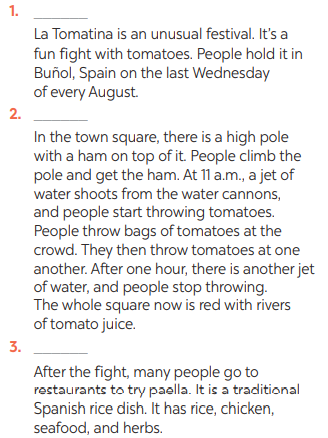 1. ________
La Tomatina is an unusual festival. It's a
fun fight with tomatoes. People hold it in
Buñol, Spain on the last Wednesday
of every August.
2. ________
In the town square, there is a high pole
with a ham on top of it. People climb the
pole and get the ham. At 11 a.m., a jet of
water shoots from the water cannons,
and people start throwing tomatoes.
People throw bags of tomatoes at the
crowd. They then throw tomatoes at one
another. After one hour, there is another jet
of water, and people stop throwing.
The whole square now is red with rivers
of tomato juice.
3. ________
After the fight, many people go to
restaurants to try paella. It is a traditional
Spanish rice dish. It has rice, chicken,
seafood, and herbs.